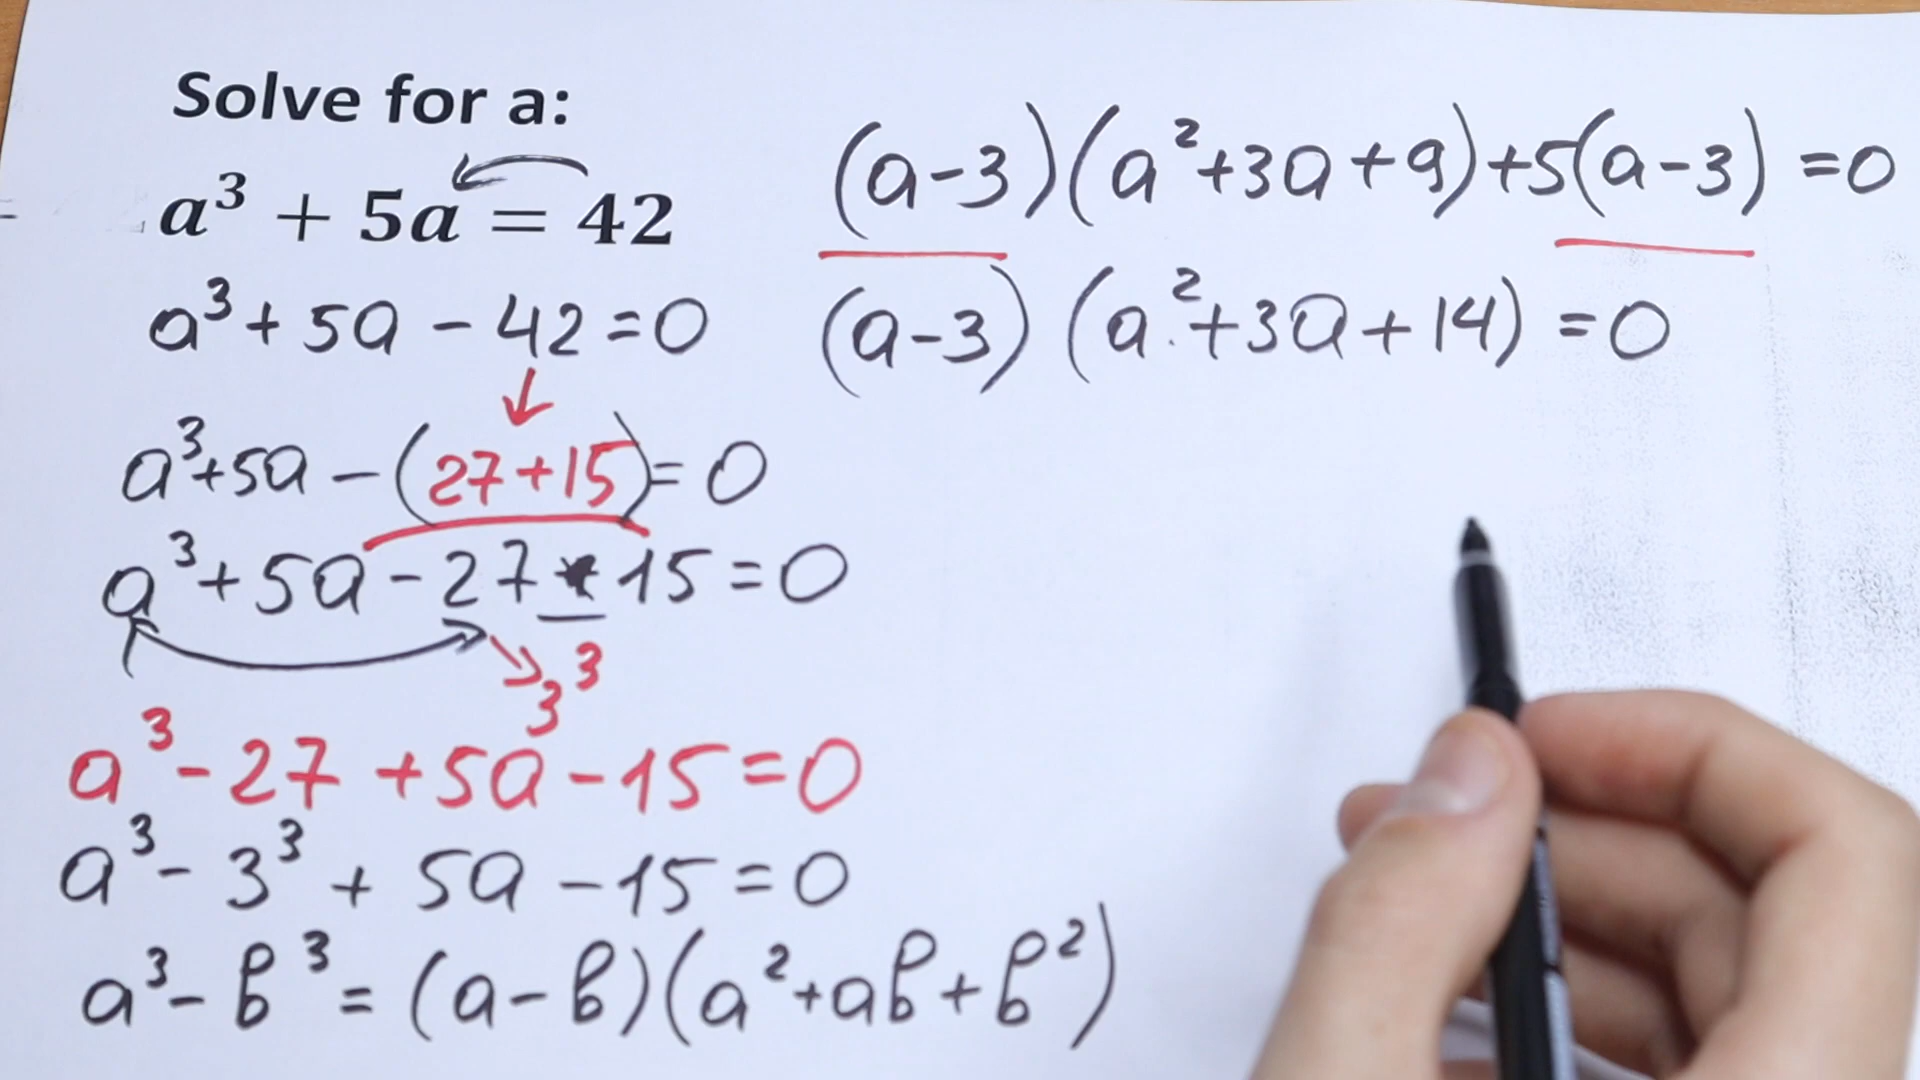 Solve for a:
a³ + 5a = 42
a³ + 5a - 42 = 0
a³ + 5a - (27 + 15) = 0
a³ + 5a - 27 - 15 = 0
3³
a³ - 27 + 5a - 15 = 0
a³ - 3³ + 5a - 15 = 0
a³ - b³ = (a - b)(a² + ab + b²)
(a - 3)(a² + 3a + 9) + 5(a - 3) = 0
(a - 3) (a² + 3a + 14) = 0